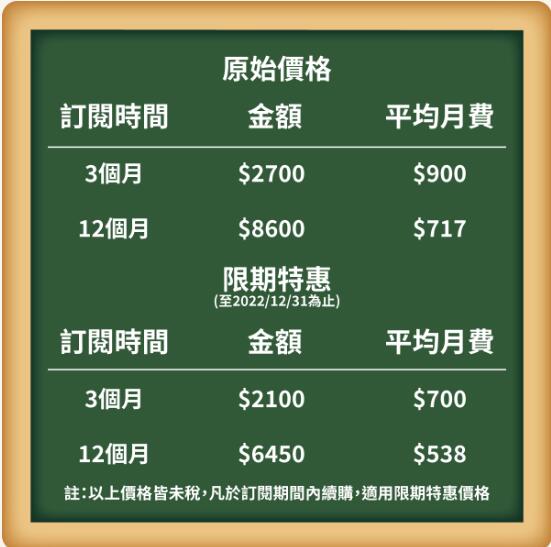 原始價格
訂閱時間 金額 平均月費
3個月 $2700 $900
12個月 $8600 $717
限期特惠
(至2022/12/31為止)
訂閱時間 金額 平均月費
3個月 $2100 $700
12個月 $6450 $538
註:以上價格皆未稅,凡於訂閱期間內續購,適用限期特惠價格